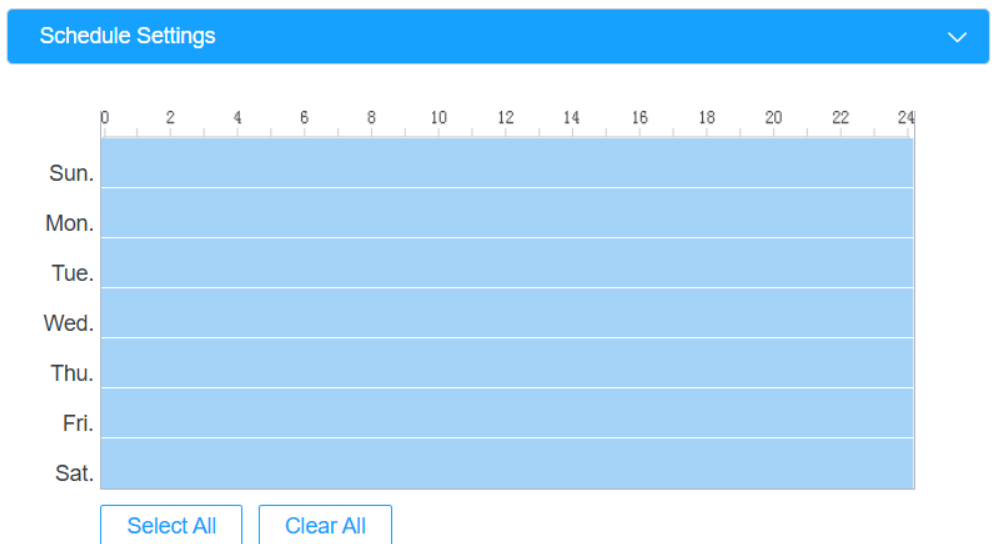 Schedule Settings
0 2 4 6 8 10 12 14 16 18 20 22 24
Sun.
Mon.
Tue.
Wed.
Thu.
Fri.
Sat.
Select All Clear All